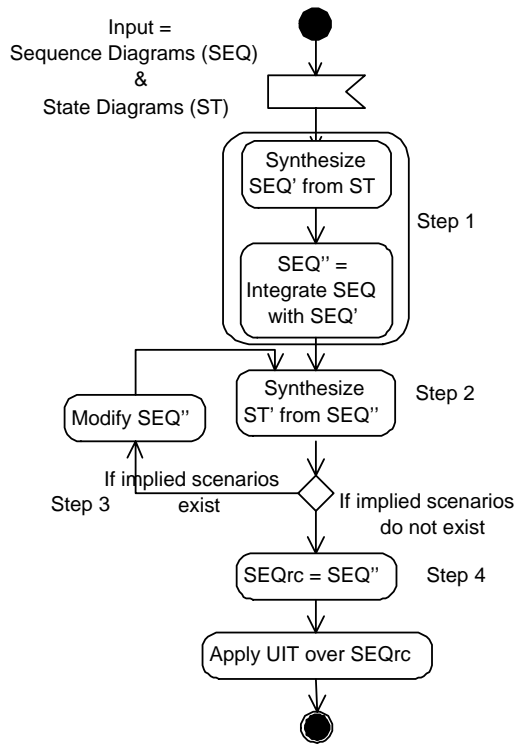 Input =
Sequence Diagrams (SEQ)
&
State Diagrams (ST)
Synthesize
SEQ' from ST
Step 1
SEQ'' =
Integrate SEQ
with SEQ'
Synthesize
ST' from SEQ''
Step 2
Modify SEQ''
If implied scenarios
exist
Step 3
If implied scenarios
do not exist
SEQrc = SEQ''
Step 4
Apply UIT over SEQrc